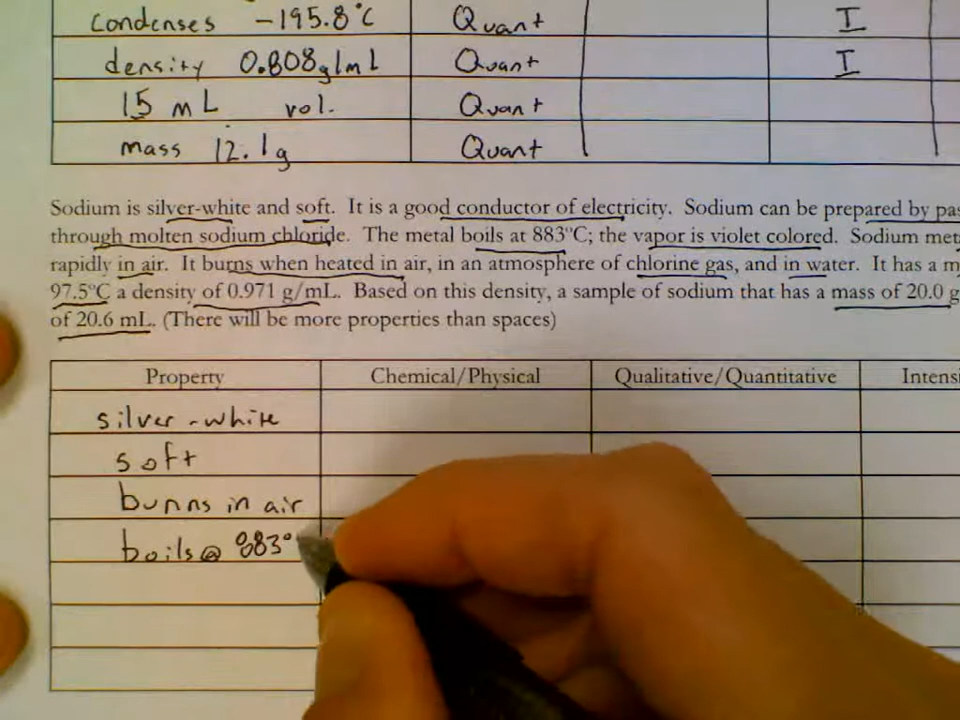 condenses -195.8°C Quant I
density 0.808g/mL Quant I
15 mL vol. Quant
mass 12.1g Quant
Sodium is silver-white and soft. It is a good conductor of electricity. Sodium can be prepared by pas
through molten sodium chloride. The metal boils at 883°C; the vapor is violet colored. Sodium met
rapidly in air. It burns when heated in air, in an atmosphere of chlorine gas, and in water. It has a m
97.5°C a density of 0.971 g/mL. Based on this density, a sample of sodium that has a mass of 20.0 g
of 20.6 mL. (There will be more properties than spaces)
Property Chemical/Physical Qualitative/Quantitative Intensi
silver-white
soft
burns in air
boils@ 883°